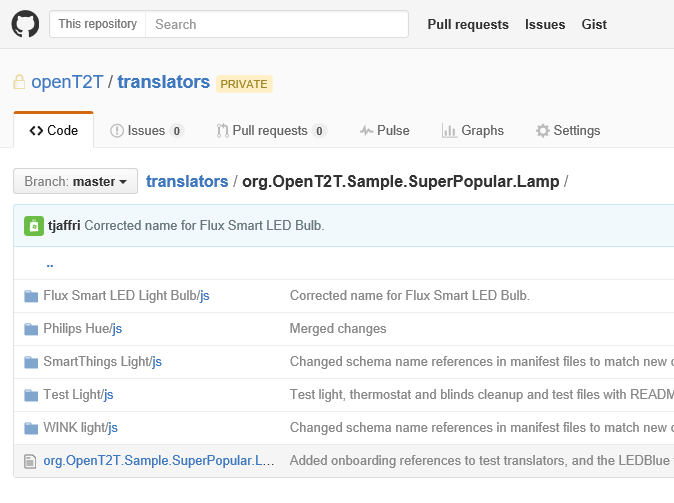 This repository Search Pull requests Issues Gist
openT2T / translators PRIVATE
Code Issues 0 Pull requests 0 Pulse Graphs Settings
Branch: master translators / org.OpenT2T.Sample.SuperPopular.Lamp /
tjaffri Corrected name for Flux Smart LED Bulb.
..
Flux Smart LED Light Bulb/js Corrected name for Flux Smart LED Bulb.
Philips Hue/js Merged changes
SmartThings Light/js Changed schema name references in manifest files to match new
Test Light/js Test light, thermostat and blinds cleanup and test files with READM
WINK light/js Changed schema name references in manifest files to match new
org.OpenT2T.Sample.SuperPopular.L... Added onboarding references to test translators, and the LEDBlue